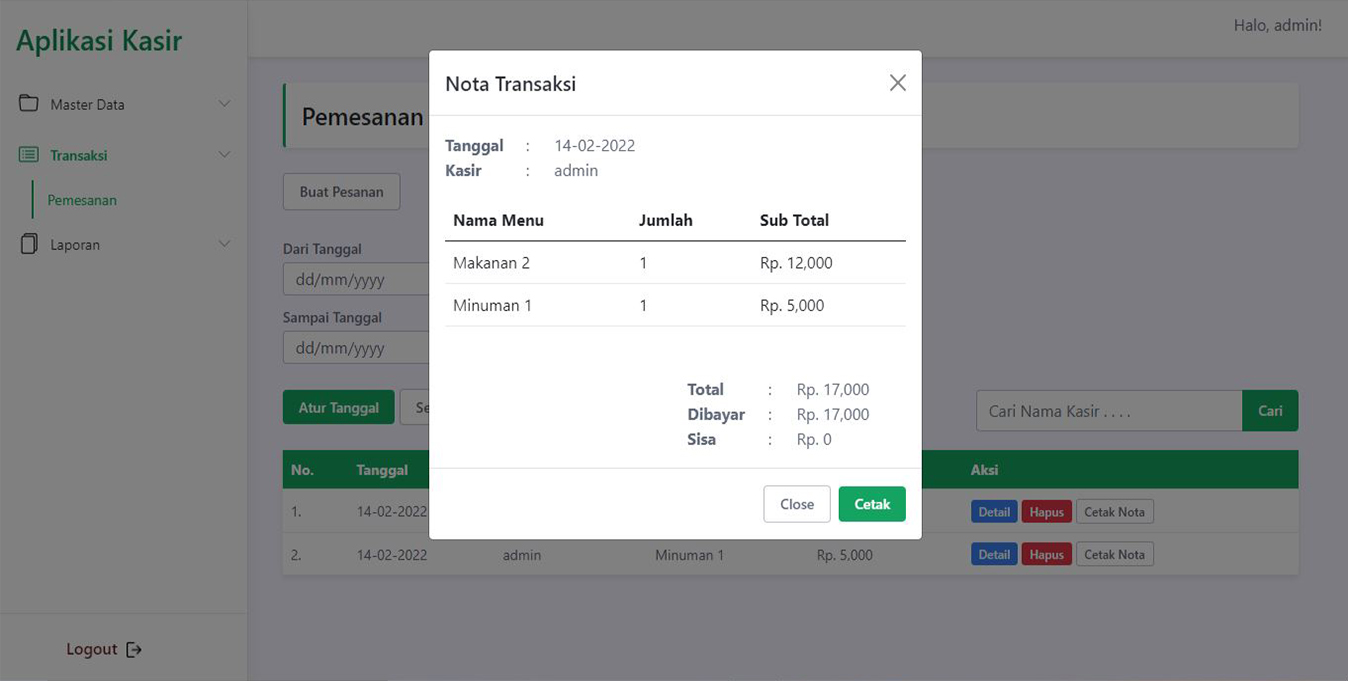 Aplikasi Kasir
Halo, admin!
Master Data
Transaksi
Pemesanan
Laporan
Logout
Pemesanan
Buat Pesanan
Dari Tanggal
dd/mm/yyyy
Sampai Tanggal
dd/mm/yyyy
Atur Tanggal
Cari Nama Kasir . . . .
Cari
No. Tanggal Aksi
1. 14-02-2022 Detail Hapus Cetak Nota
2. 14-02-2022 admin Minuman 1 Rp. 5,000 Detail Hapus Cetak Nota
Nota Transaksi
Tanggal : 14-02-2022
Kasir : admin
Nama Menu Jumlah Sub Total
Makanan 2 1 Rp. 12,000
Minuman 1 1 Rp. 5,000
Total : Rp. 17,000
Dibayar : Rp. 17,000
Sisa : Rp. 0
Close Cetak